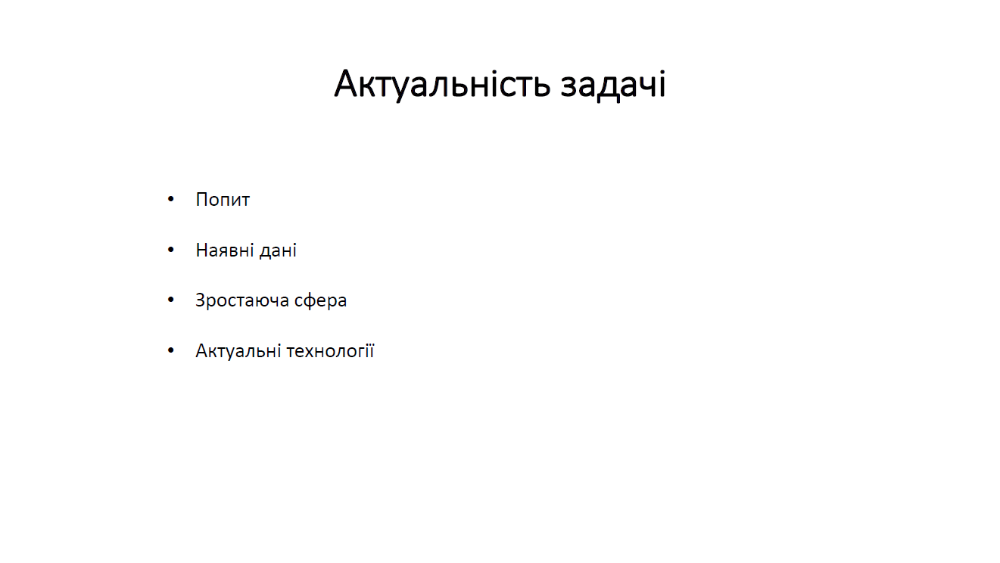 Актуальність задачі
• Попит
• Наявні дані
• Зростаюча сфера
• Актуальні технології